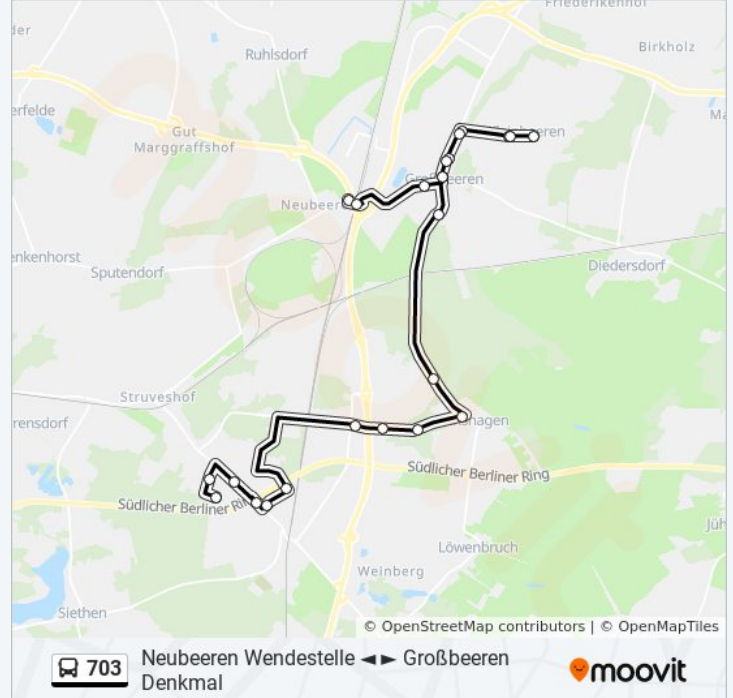 Friederikenhof
Ruhlsdorf
Birkholz
Gut
Marggraffshof
Großbeeren
Neubeeren
Sputendorf
Diedersdorf
Struveshof
Südlicher Berliner Ring
Südlicher Berliner Ring
Löwenbruch
Weinberg
Siethen
© OpenStreetMap contributors | © OpenMapTiles
703
Neubeeren Wendestelle ◄► Großbeeren
Denkmal
moovit